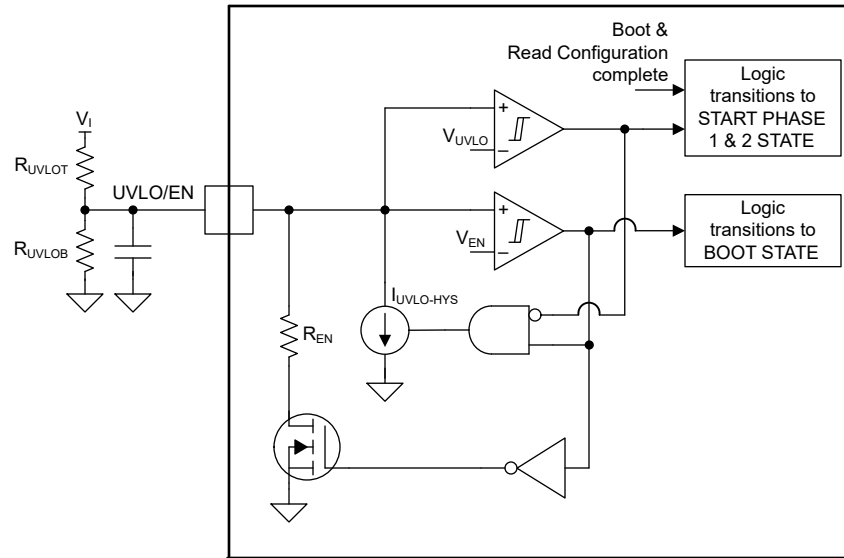 Boot &
Read Configuration
complete
Logic
transitions to
START PHASE
1 & 2 STATE
V_I
+
V_UVLO
−
R_UVLOT
UVLO/EN
R_UVLOB
+
V_EN
−
Logic
transitions to
BOOT STATE
I_UVLO-HYS
R_EN